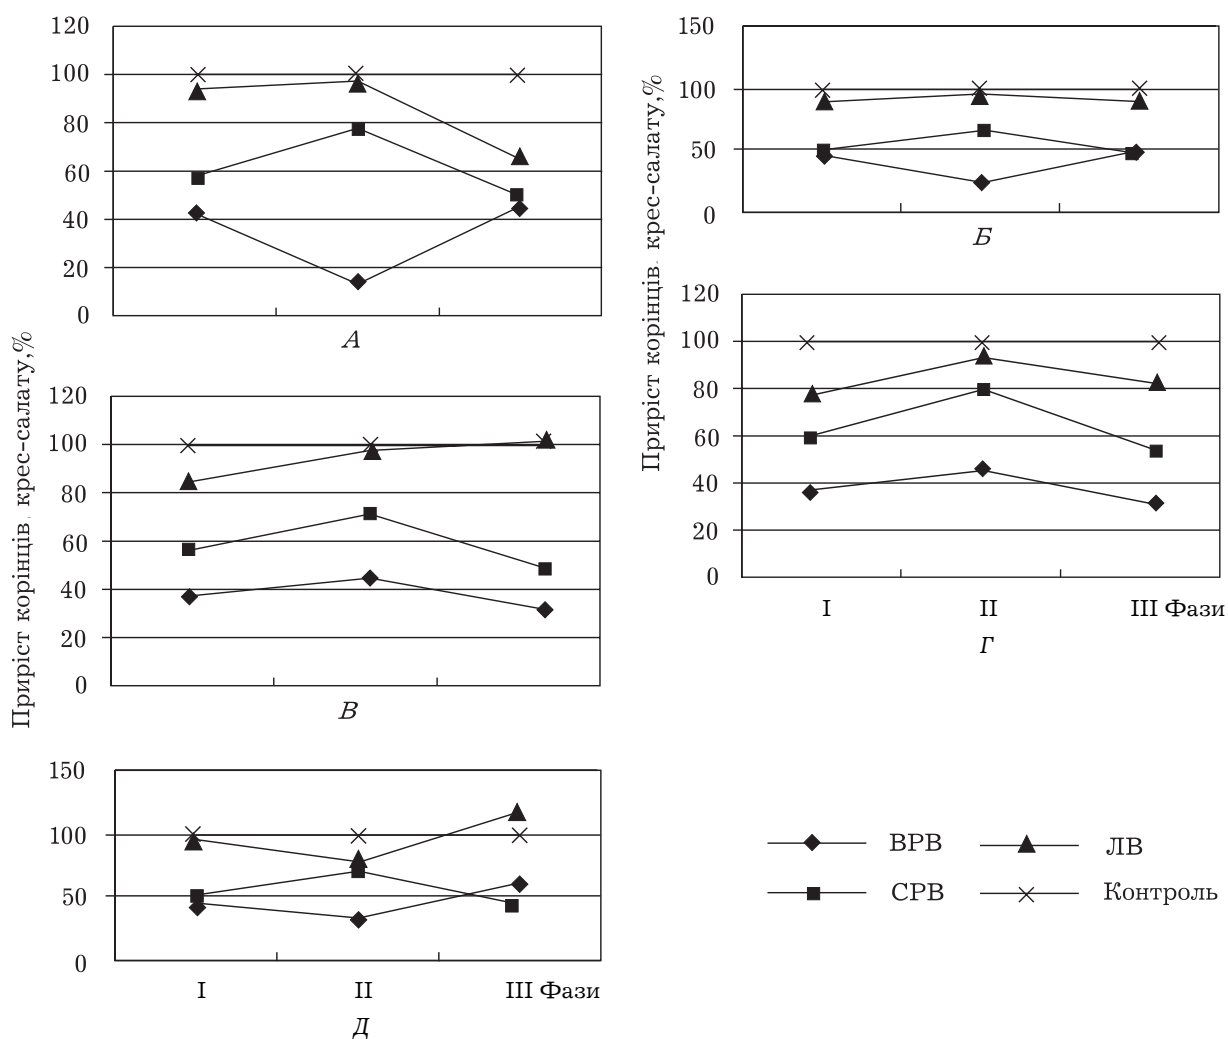 Приріст корінців крес-салату,%
120
100
80
60
40
20
0
А
Приріст корінців крес-салату,%
150
100
50
0
Б
120
100
80
60
40
20
0
В
120
100
80
60
40
20
0
I II III Фази
Г
150
100
50
0
I II III Фази
Д
ВРВ ЛВ
СРВ Контроль